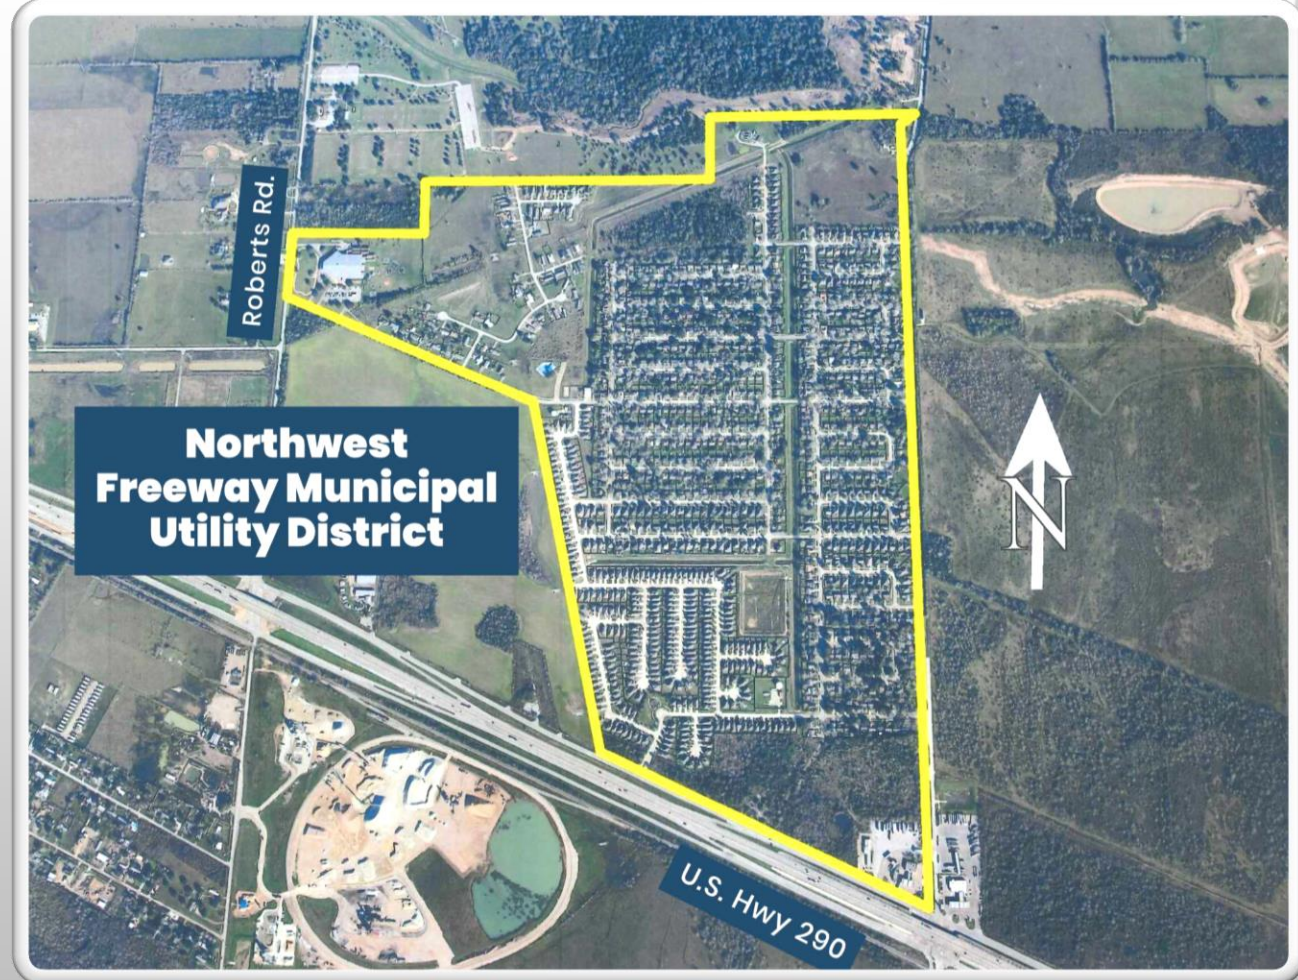 Roberts Rd.
Northwest
Freeway Municipal
Utility District
N
U.S. Hwy 290